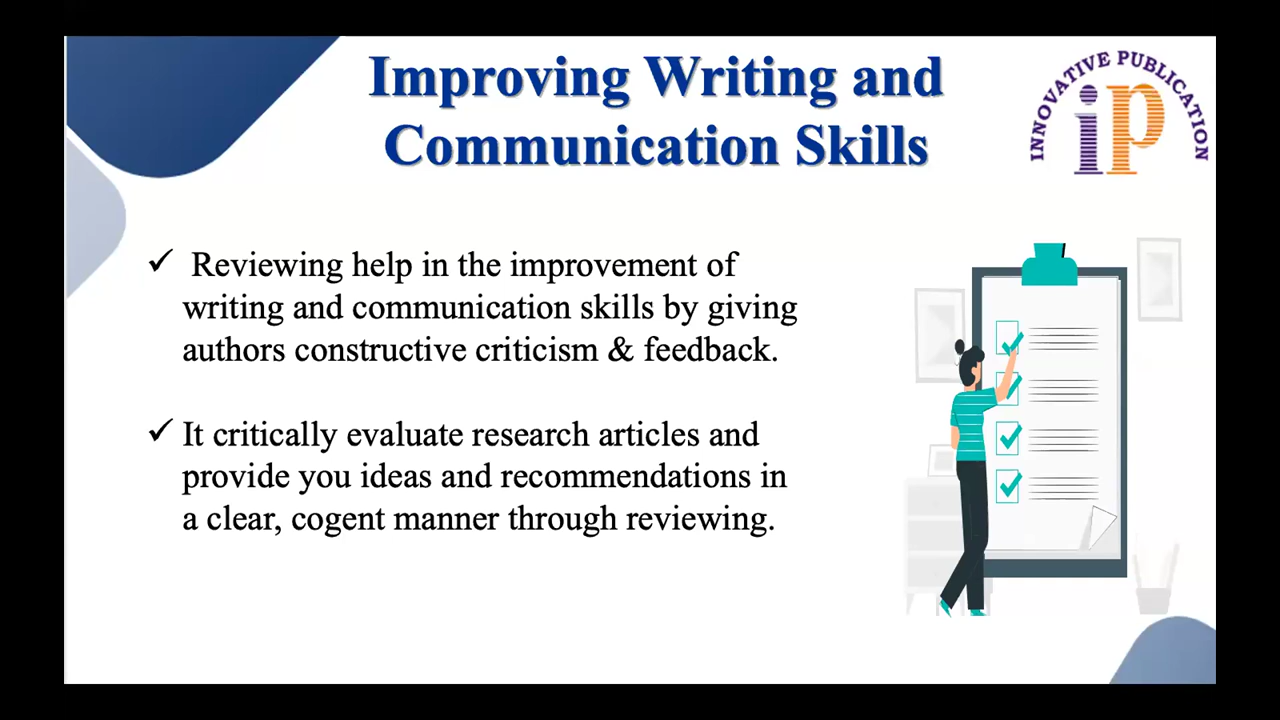 Improving Writing and
Communication Skills
INNOVATIVE PUBLICATION
ip
✓ Reviewing help in the improvement of
writing and communication skills by giving
authors constructive criticism & feedback.
✓ It critically evaluate research articles and
provide you ideas and recommendations in
a clear, cogent manner through reviewing.